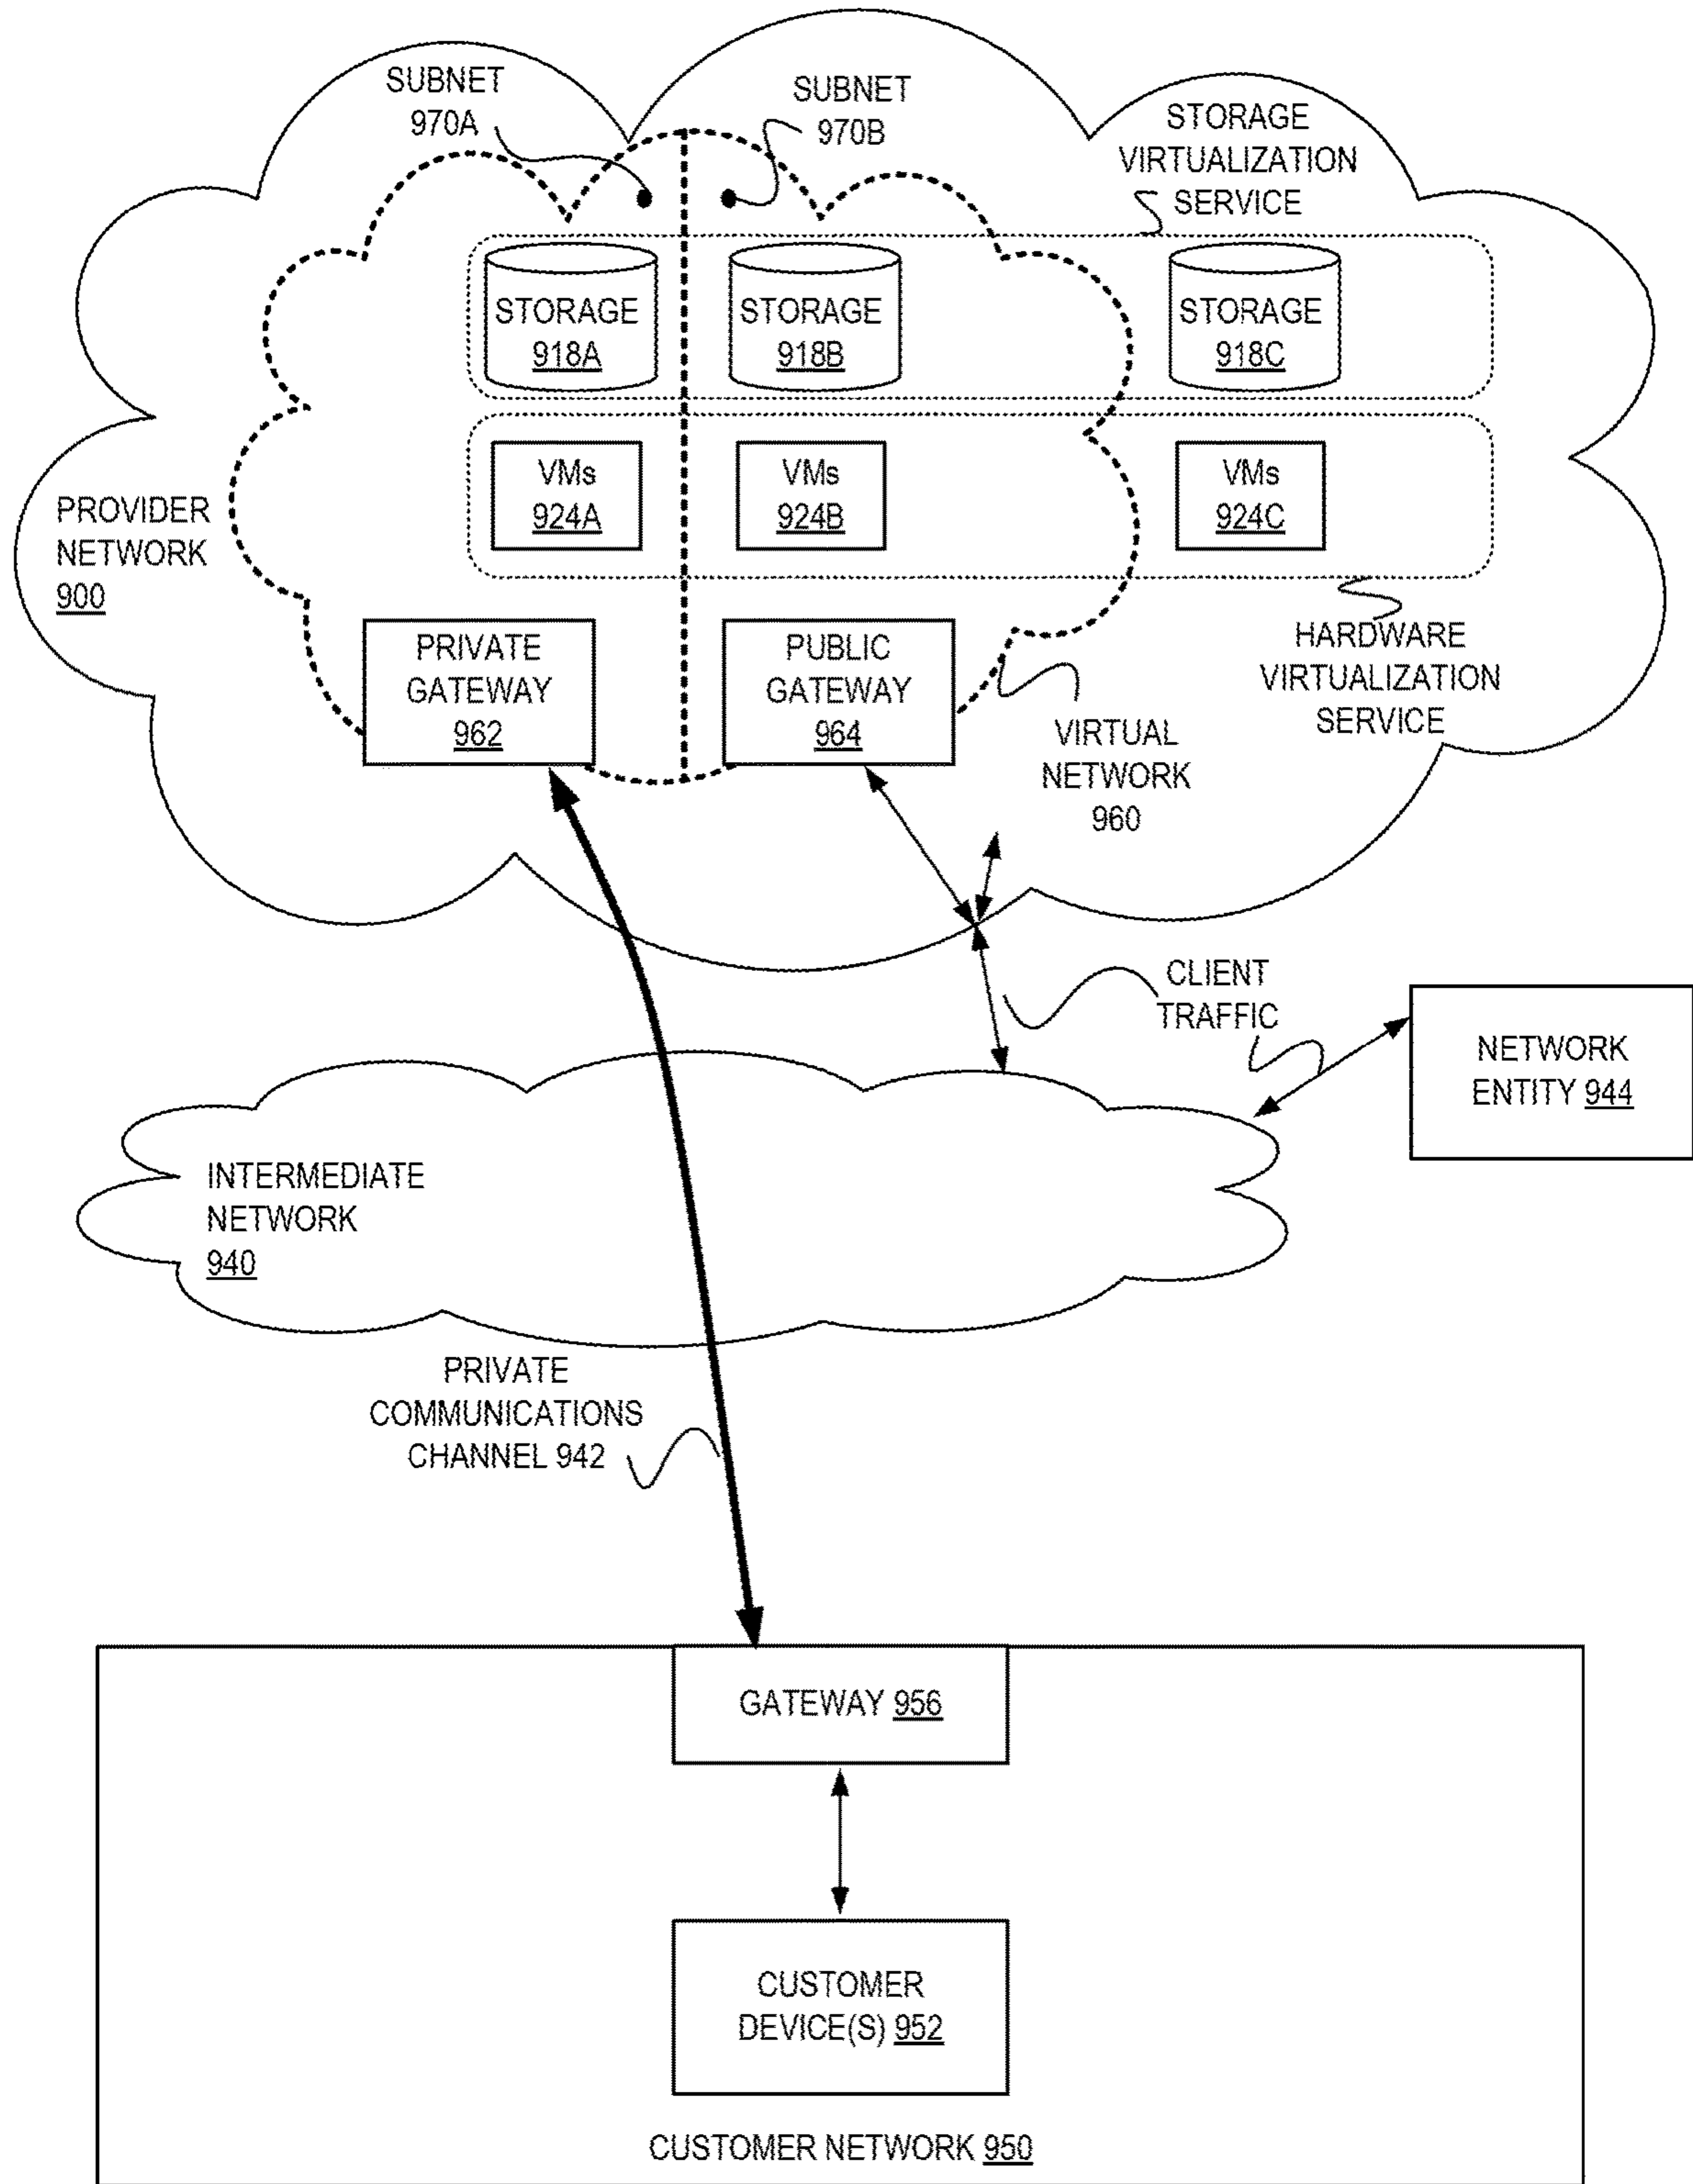 SUBNET
970A
SUBNET
970B
STORAGE
VIRTUALIZATION
SERVICE
STORAGE
918A
STORAGE
918B
STORAGE
918C
VMs
924A
VMs
924B
VMs
924C
PROVIDER
NETWORK
900
PRIVATE
GATEWAY
962
PUBLIC
GATEWAY
964
HARDWARE
VIRTUALIZATION
SERVICE
VIRTUAL
NETWORK
960
CLIENT
TRAFFIC
NETWORK
ENTITY 944
INTERMEDIATE
NETWORK
940
PRIVATE
COMMUNICATIONS
CHANNEL 942
GATEWAY 956
CUSTOMER
DEVICE(S) 952
CUSTOMER NETWORK 950